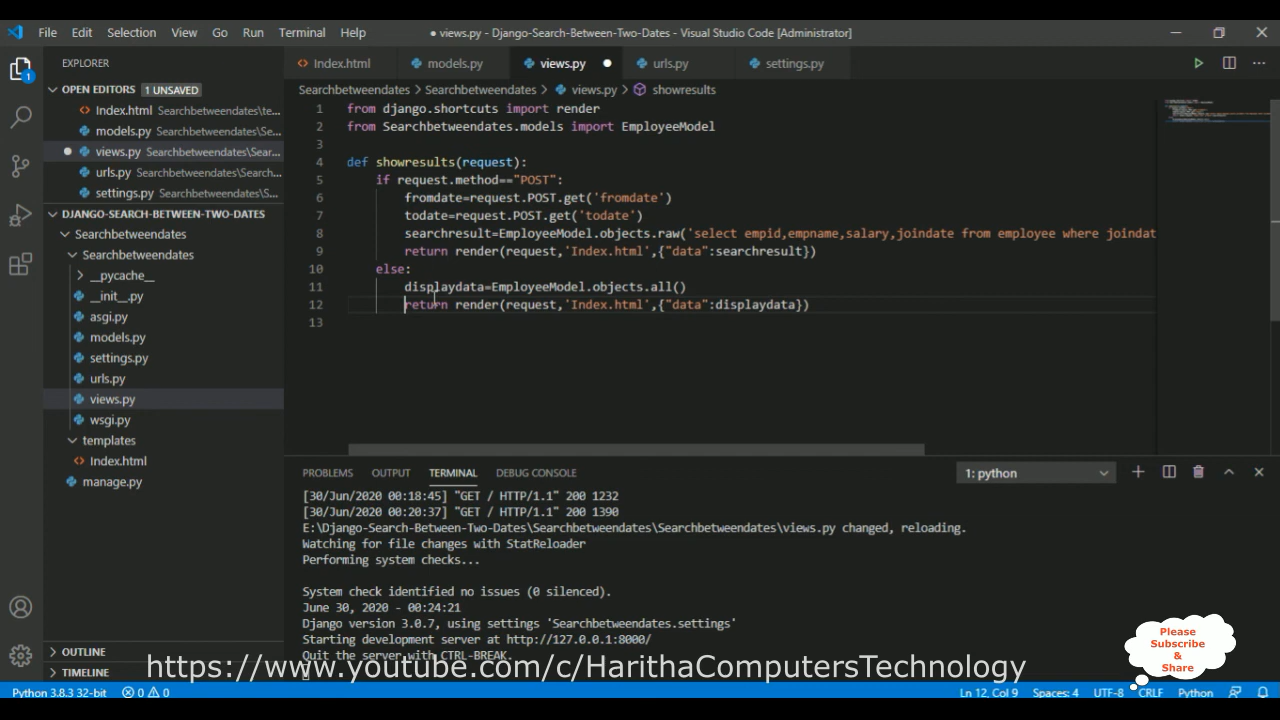 File Edit Selection View Go Run Terminal Help
● views.py - Django-Search-Between-Two-Dates - Visual Studio Code [Administrator]
EXPLORER
OPEN EDITORS 1 UNSAVED
Index.html Searchbetweendates\te...
models.py Searchbetweendates\Se...
views.py Searchbetweendates\Sear...
urls.py Searchbetweendates\Search...
settings.py Searchbetweendates\S...
DJANGO-SEARCH-BETWEEN-TWO-DATES
Searchbetweendates
Searchbetweendates
__pycache__
__init__.py
asgi.py
models.py
settings.py
urls.py
views.py
wsgi.py
templates
Index.html
manage.py
OUTLINE
TIMELINE
Index.html models.py views.py urls.py settings.py
Searchbetweendates > Searchbetweendates > views.py > showresults
1 from django.shortcuts import render
2 from Searchbetweendates.models import EmployeeModel
3
4 def showresults(request):
5 if request.method=="POST":
6 fromdate=request.POST.get('fromdate')
7 todate=request.POST.get('todate')
8 searchresult=EmployeeModel.objects.raw('select empid,empname,salary,joindate from employee where joindat
9 return render(request,'Index.html',{"data":searchresult})
10 else:
11 displaydata=EmployeeModel.objects.all()
12 return render(request,'Index.html',{"data":displaydata})
13
PROBLEMS OUTPUT TERMINAL DEBUG CONSOLE
1: python
[30/Jun/2020 00:18:45] "GET / HTTP/1.1" 200 1232
[30/Jun/2020 00:20:37] "GET / HTTP/1.1" 200 1390
E:\Django-Search-Between-Two-Dates\Searchbetweendates\Searchbetweendates\views.py changed, reloading.
Watching for file changes with StatReloader
Performing system checks...
System check identified no issues (0 silenced).
June 30, 2020 - 00:24:21
Django version 3.0.7, using settings 'Searchbetweendates.settings'
Starting development server at http://127.0.0.1:8000/
Quit the server with CTRL-BREAK.
https://www.youtube.com/c/HarithaComputersTechnology
Please
Subscribe
&
Share
Python 3.8.3 32-bit 0 0
Ln 12, Col 9 Spaces: 4 UTF-8 CRLF Python
1